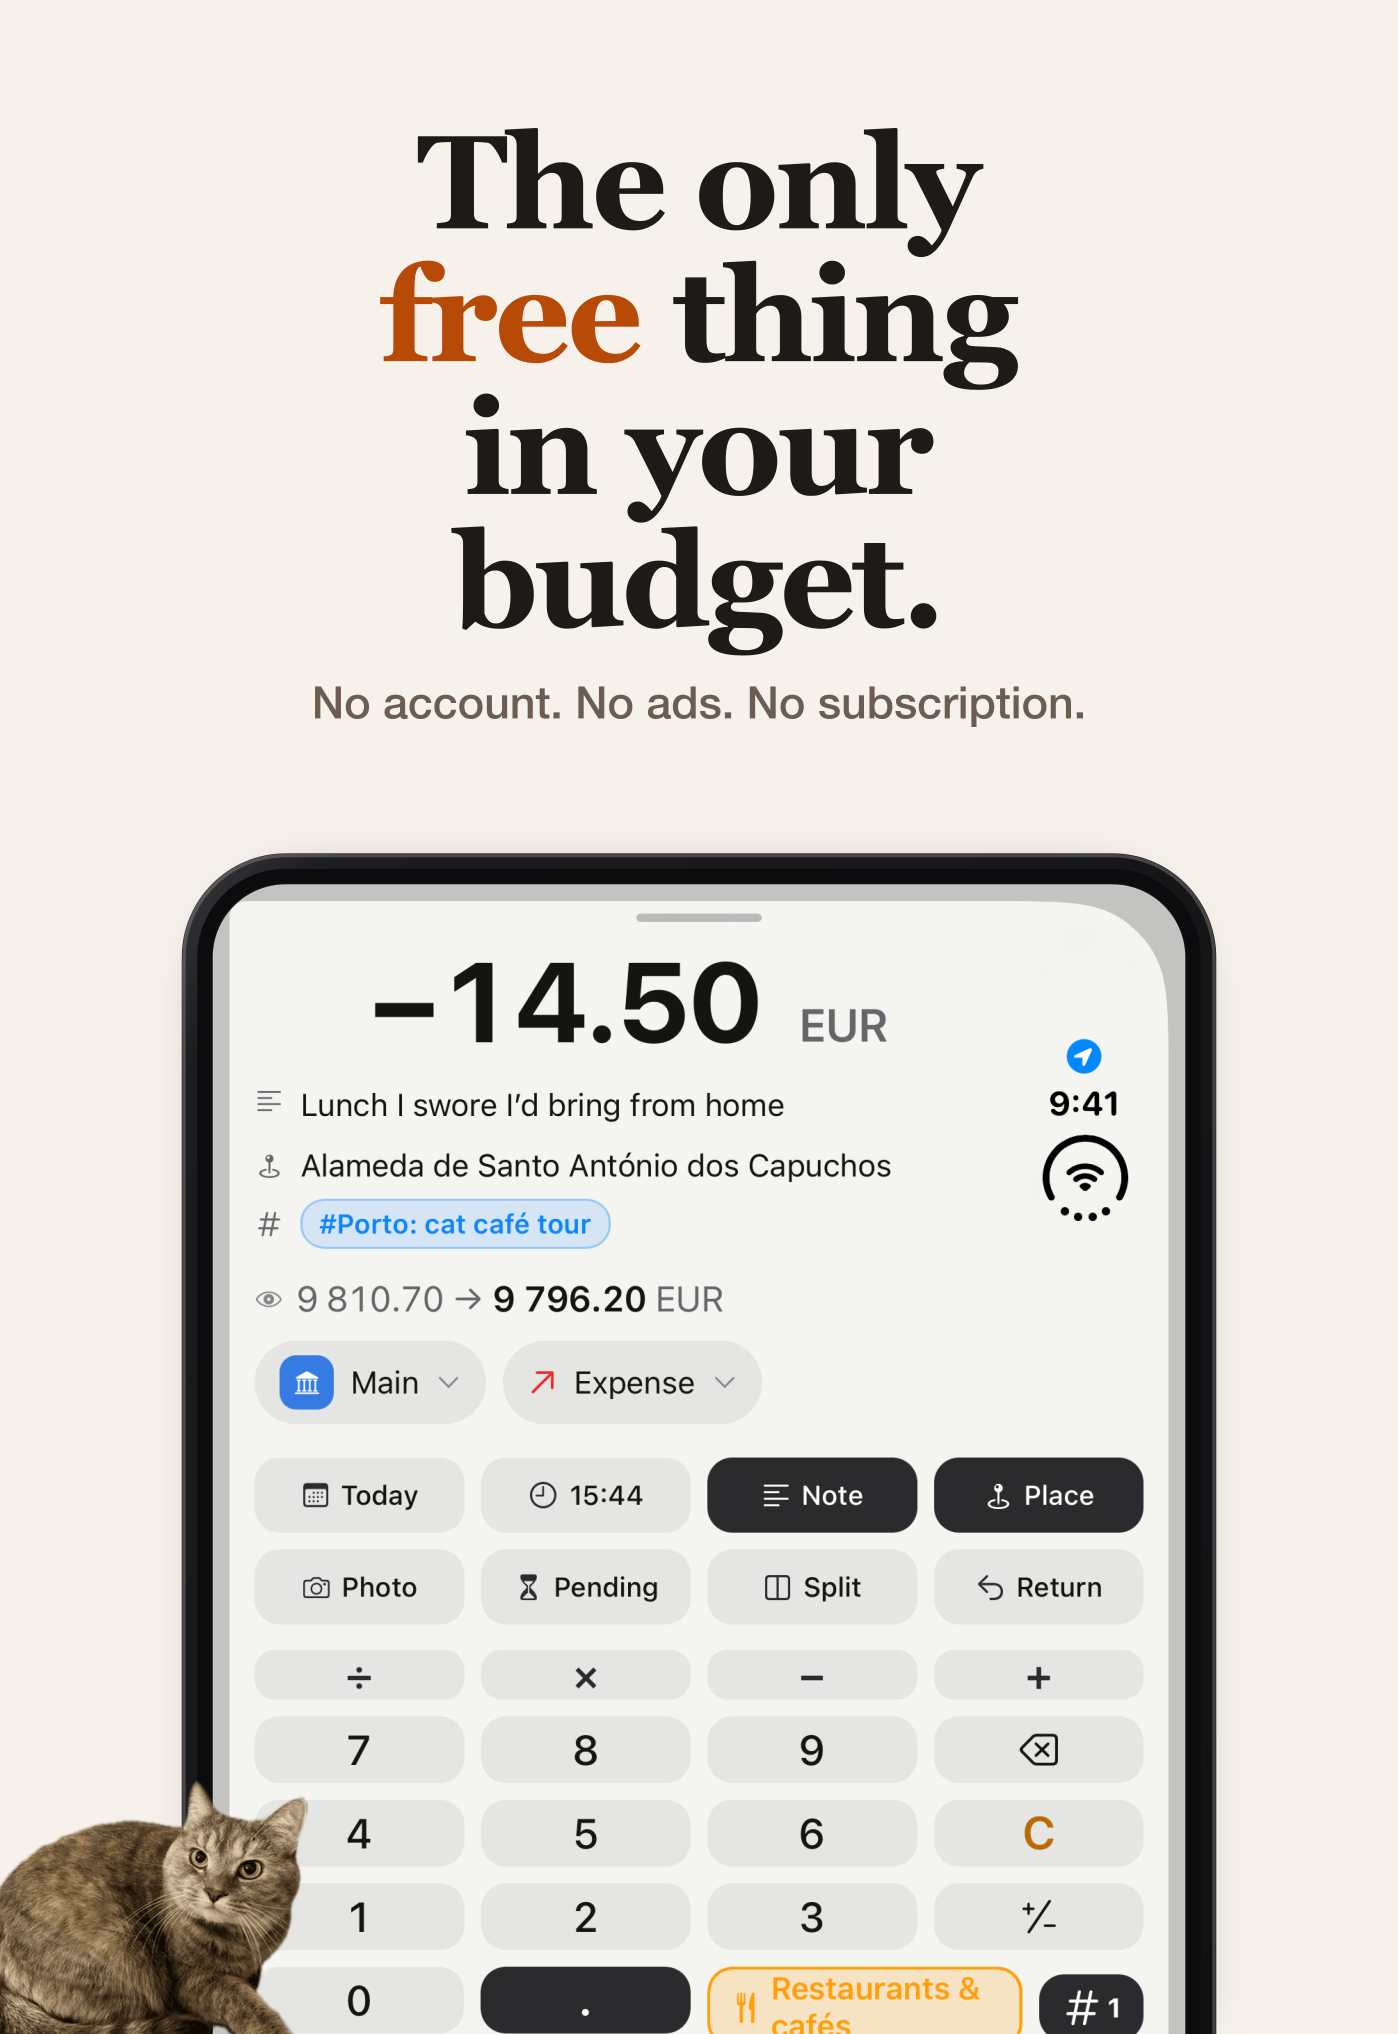 The only
free thing
in your
budget.
No account. No ads. No subscription.
−14.50 EUR
9:41
Lunch I swore I’d bring from home
Alameda de Santo António dos Capuchos
# #Porto: cat café tour
9 810.70 → 9 796.20 EUR
Main Expense
Today 15:44 Note Place
Photo Pending Split Return
÷ × − +
7 8 9
4 5 6 C
1 2 3 +/−
0 . Restaurants &
cafés # 1